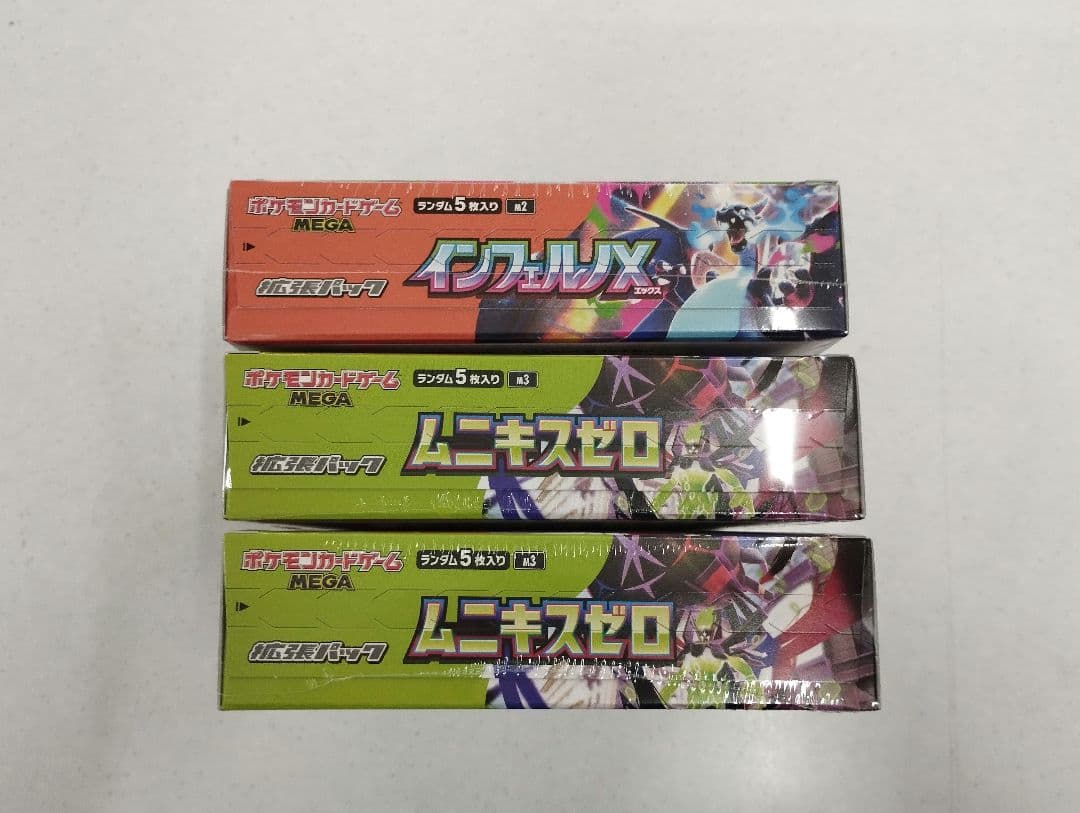 ポケモンカードゲーム
MEGA
ランダム5枚入り M2
インフェルノX
エックス
拡張パック
ポケモンカードゲーム
MEGA
ランダム5枚入り M3
ムニキスゼロ
拡張パック
ポケモンカードゲーム
MEGA
ランダム5枚入り M3
ムニキスゼロ
拡張パック